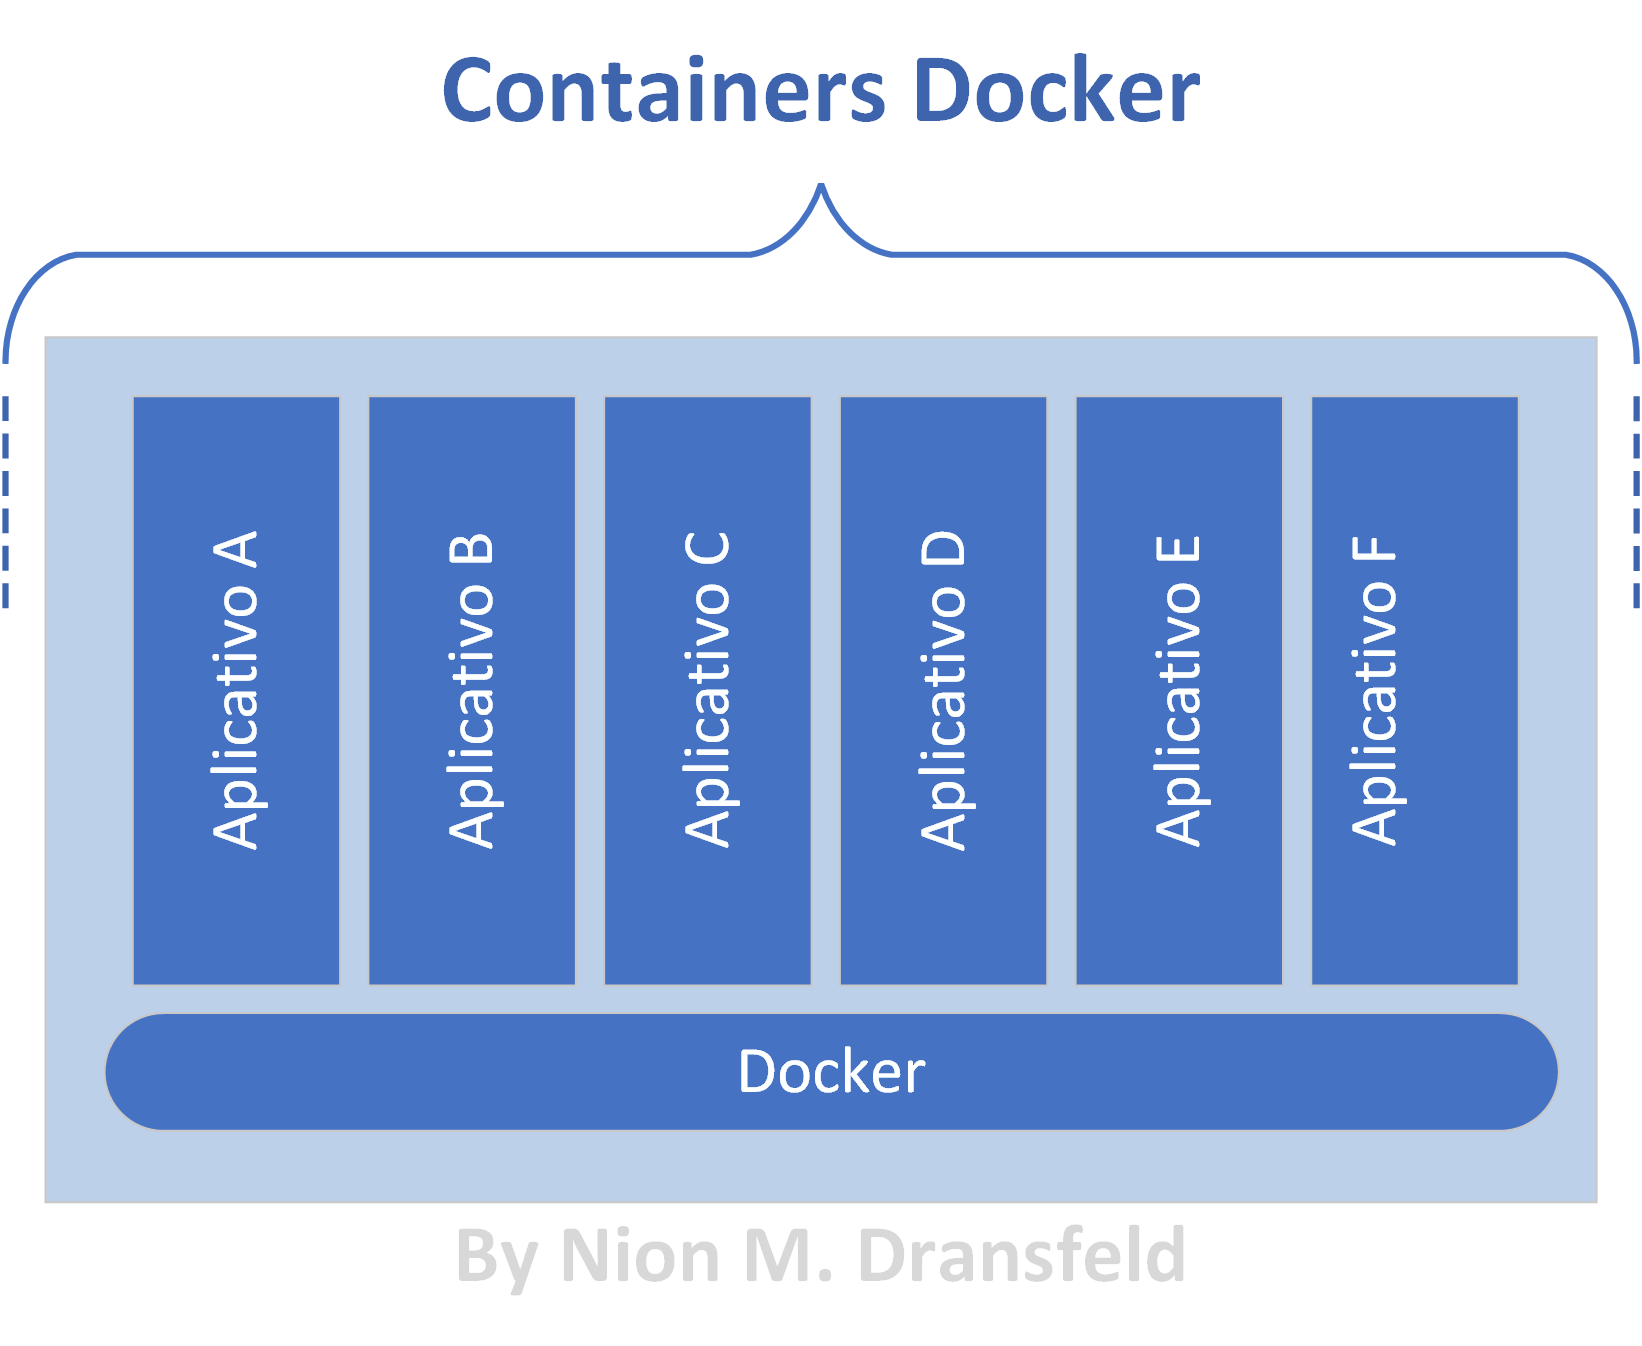 Containers Docker
Aplicativo A
Aplicativo B
Aplicativo C
Aplicativo D
Aplicativo E
Aplicativo F
Docker
By Nion M. Dransfeld